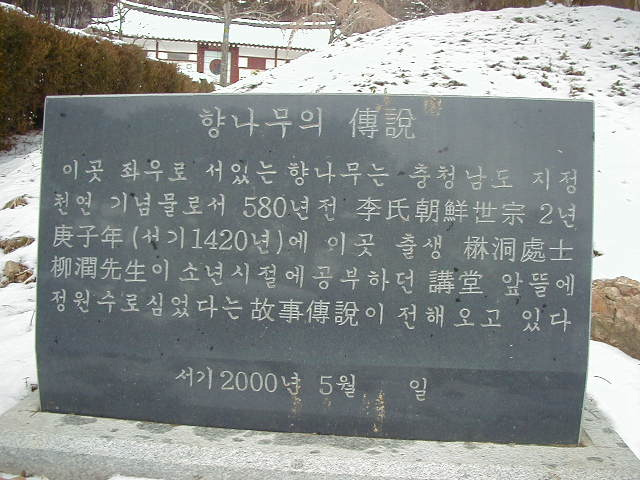 향나무의 傳說
이곳 좌우로 서있는 향나무는 충청남도 지정
천연 기념물로서 580년전 李氏朝鮮世宗 2년
庚子年(서기1420년)에 이곳 출생 楙洞處士
柳潤先生이 소년시절에공부하던 講堂 앞뜰에
정원수로심었다는 故事傳說이 전해오고 있다
서기2000년 5월 일